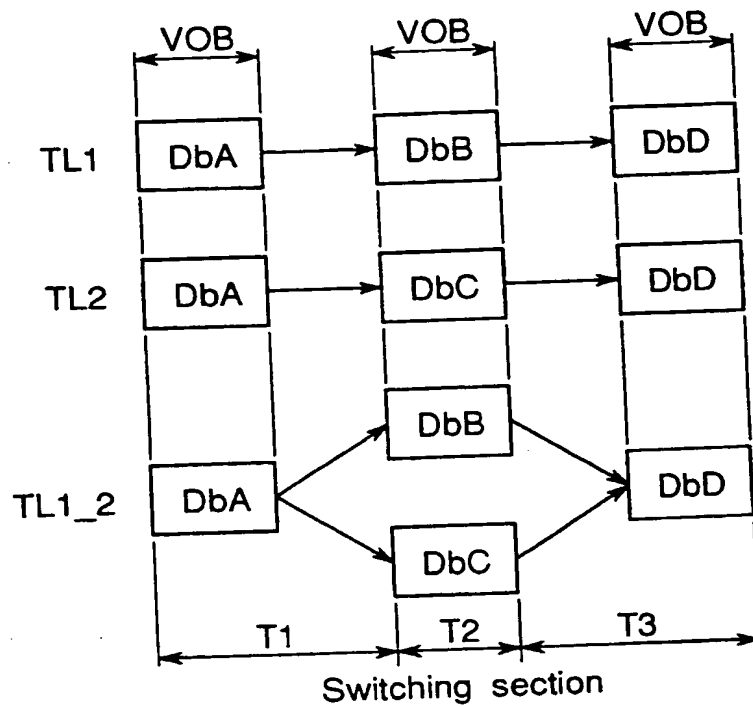 VOB VOB VOB
TL1 DbA DbB DbD
TL2 DbA DbC DbD
DbB
TL1_2 DbA DbD
DbC
T1 T2 T3
Switching section